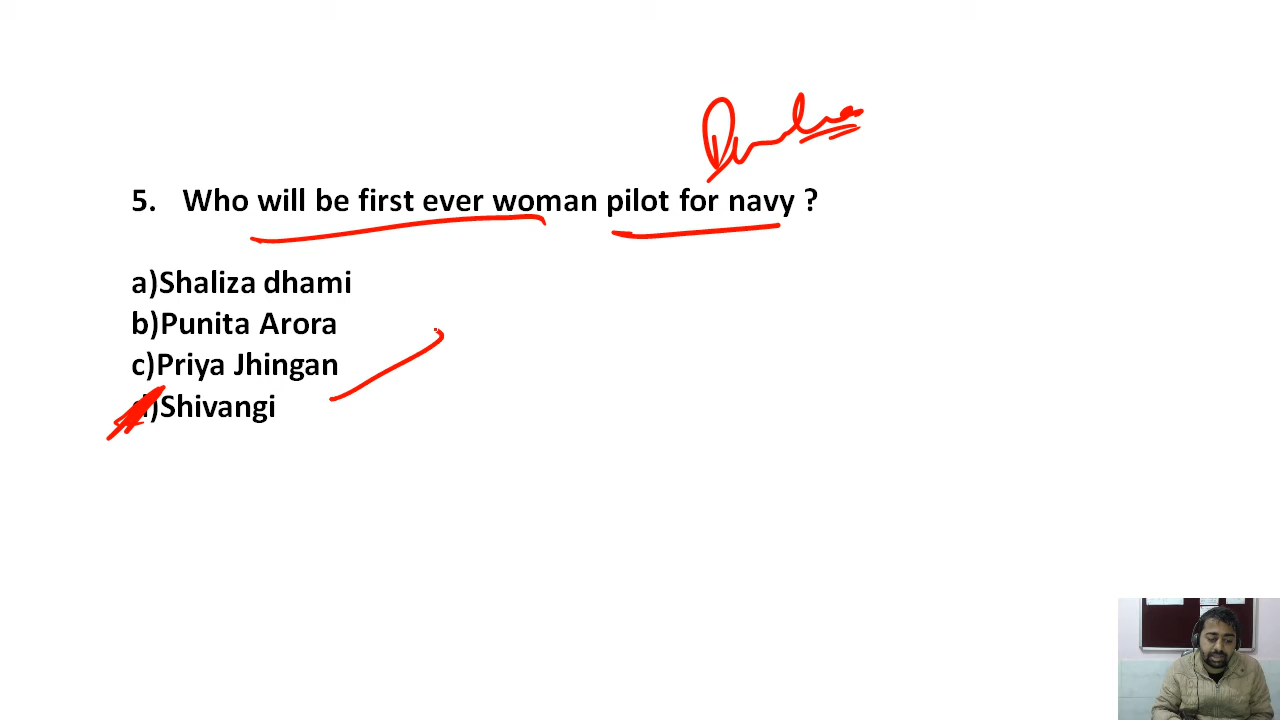 5. Who will be first ever woman pilot for navy ?
a)Shaliza dhami
b)Punita Arora
c)Priya Jhingan
d)Shivangi